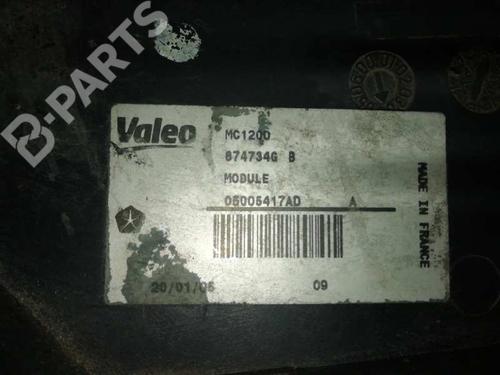 B-PARTS
Valeo
MC1200
874734G B
MODULE
05005417AD A
20/01/06 09
MADE IN FRANCE